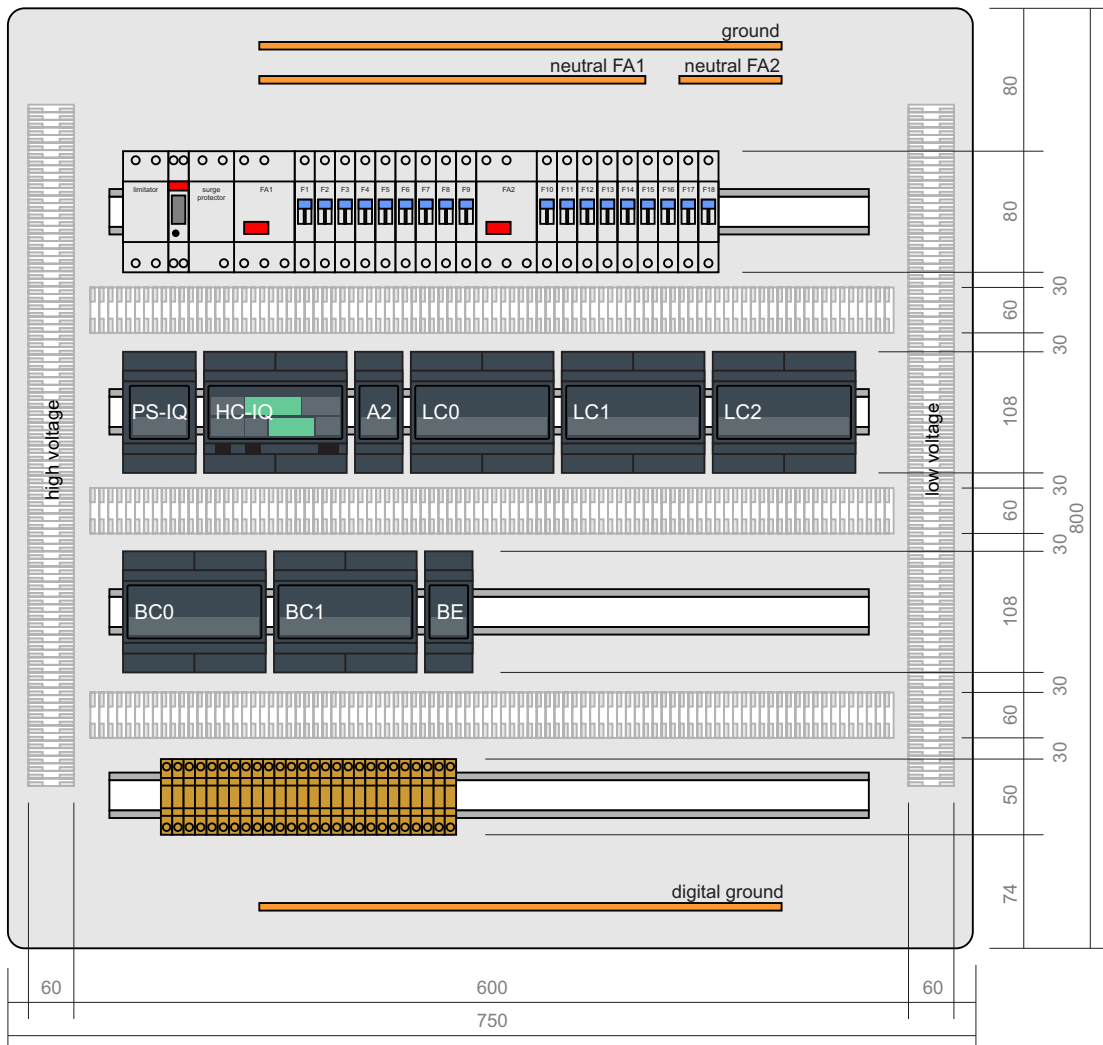 ground
neutral FA1 neutral FA2
80
limitator surge protector FA1 F1 F2 F3 F4 F5 F6 F7 F8 F9 FA2 F10 F11 F12 F13 F14 F15 F16 F17 F18
80
30
60
30
high voltage
PS-IQ HC-IQ A2 LC0 LC1 LC2
low voltage
108
30
60
30
800
BC0 BC1 BE
108
30
60
30
50
digital ground
74
60 600 60
750